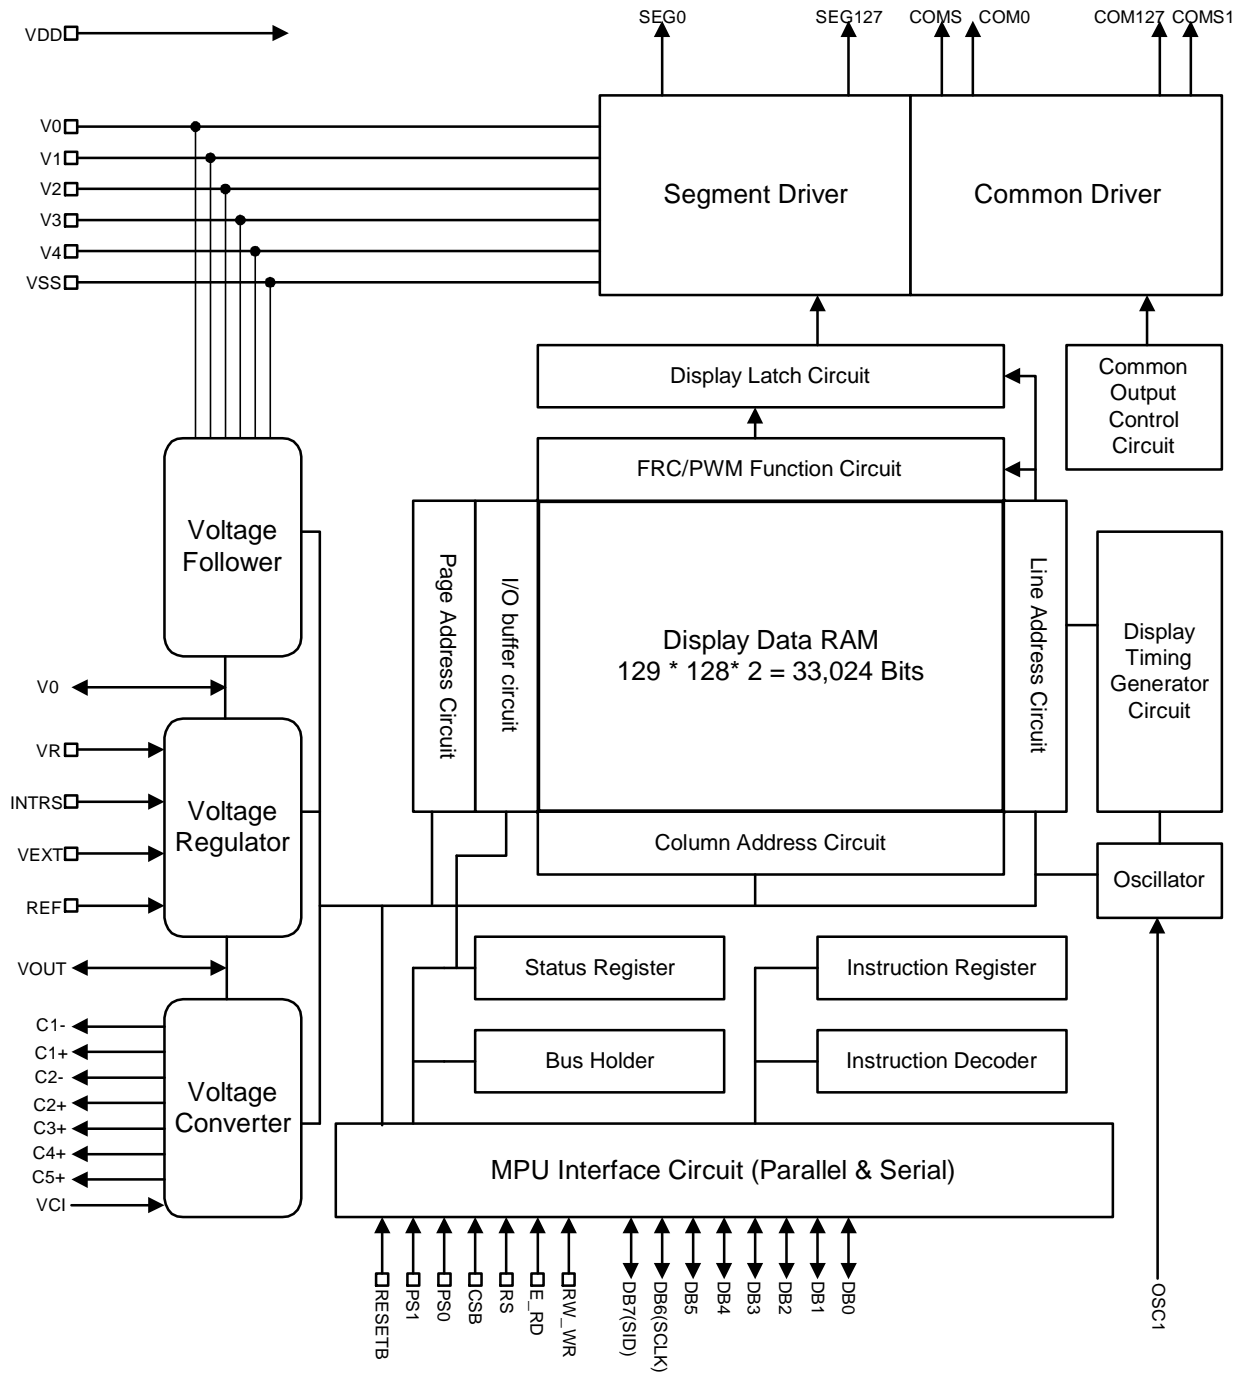 SEG0
SEG127
COMS
COM0
COM127
COMS1
VDD
V0
V1
V2
V3
V4
VSS
Segment Driver
Common Driver
Display Latch Circuit
Common
Output
Control
Circuit
FRC/PWM Function Circuit
Voltage
Follower
Page Address Circuit
I/O buffer circuit
Display Data RAM
129 * 128* 2 = 33,024 Bits
Line Address Circuit
Display
Timing
Generator
Circuit
V0
VR
INTRS
VEXT
REF
Voltage
Regulator
Column Address Circuit
Oscillator
VOUT
Status Register
Instruction Register
C1-
C1+
C2-
C2+
C3+
C4+
C5+
VCI
Voltage
Converter
Bus Holder
Instruction Decoder
MPU Interface Circuit (Parallel & Serial)
RESETB
PS1
PS0
CSB
RS
E_RD
RW_WR
DB7(SID)
DB6(SCLK)
DB5
DB4
DB3
DB2
DB1
DB0
OSC1